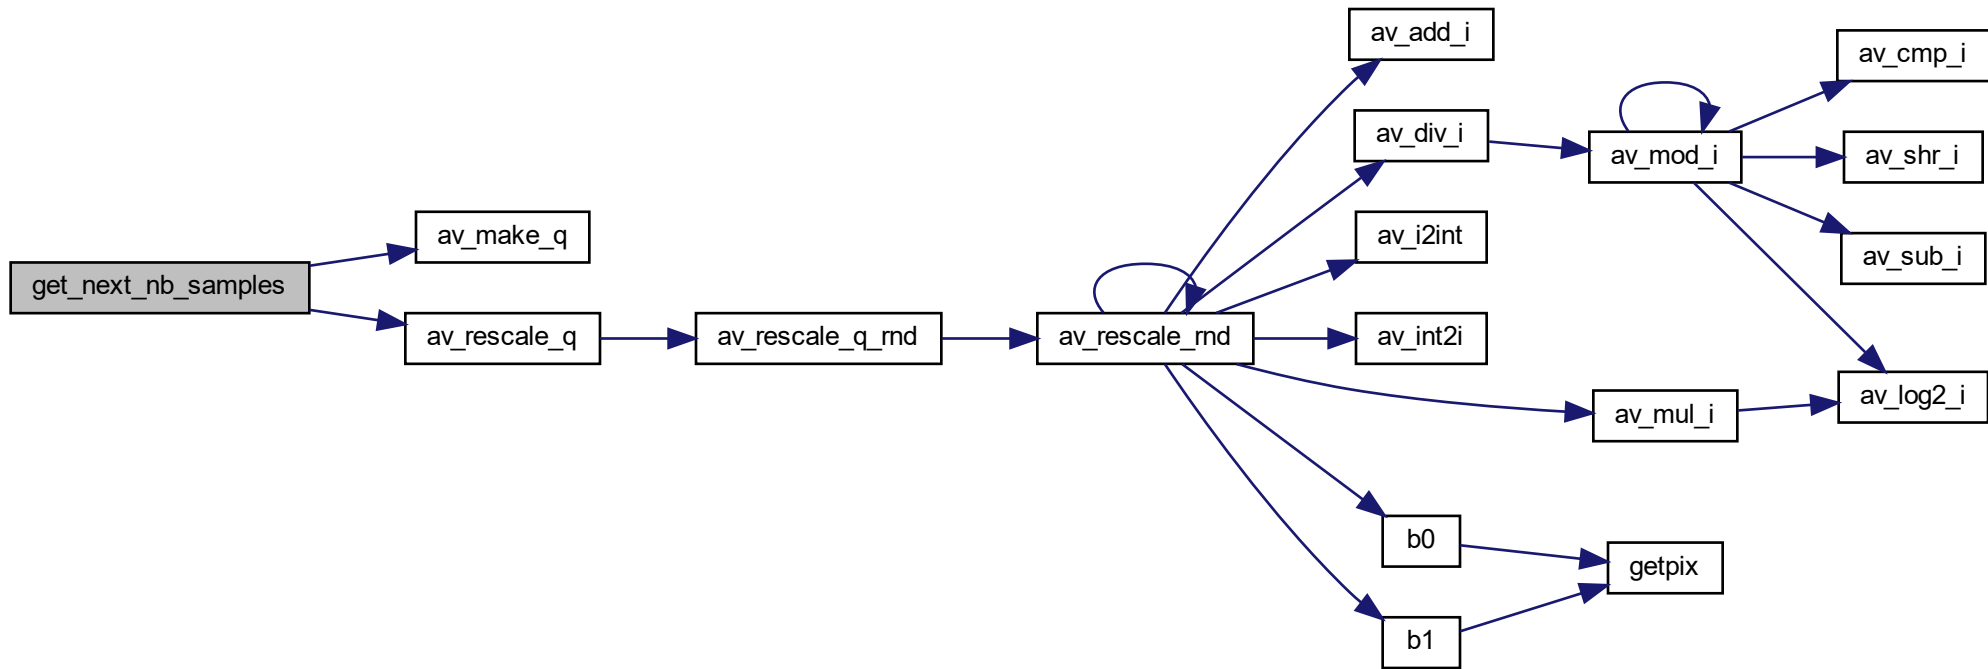 get_next_nb_samples
av_make_q
av_rescale_q
av_rescale_q_rnd
av_rescale_rnd
av_add_i
av_div_i
av_i2int
av_int2i
av_mul_i
b0
b1
av_mod_i
getpix
av_cmp_i
av_shr_i
av_sub_i
av_log2_i